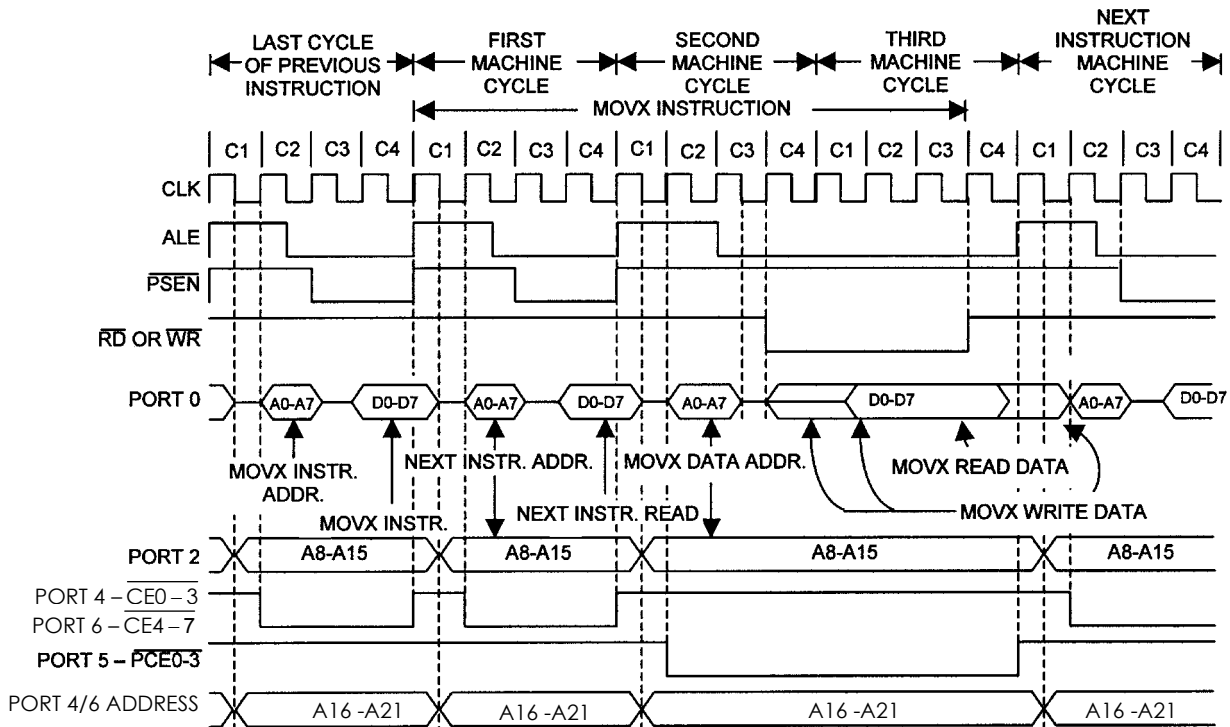 LAST CYCLE
OF PREVIOUS
INSTRUCTION
FIRST
MACHINE
CYCLE
SECOND
MACHINE
CYCLE
THIRD
MACHINE
CYCLE
NEXT
INSTRUCTION
MACHINE
CYCLE
MOVX INSTRUCTION
C1 C2 C3 C4 C1 C2 C3 C4 C1 C2 C3 C4 C1 C2 C3 C4 C1 C2 C3 C4
CLK
ALE
PSEN
RD OR WR
PORT 0
A0-A7 D0-D7 A0-A7 D0-D7 A0-A7 D0-D7 A0-A7 D0-D7
MOVX INSTR.
ADDR.
NEXT INSTR. ADDR.
MOVX DATA ADDR.
MOVX READ DATA
MOVX INSTR.
NEXT INSTR. READ
MOVX WRITE DATA
PORT 2
A8-A15 A8-A15 A8-A15 A8-A15
PORT 4 – CE0 – 3
PORT 6 – CE4 – 7
PORT 5 – PCE0-3
PORT 4/6 ADDRESS
A16 -A21 A16 -A21 A16 -A21 A16 -A21